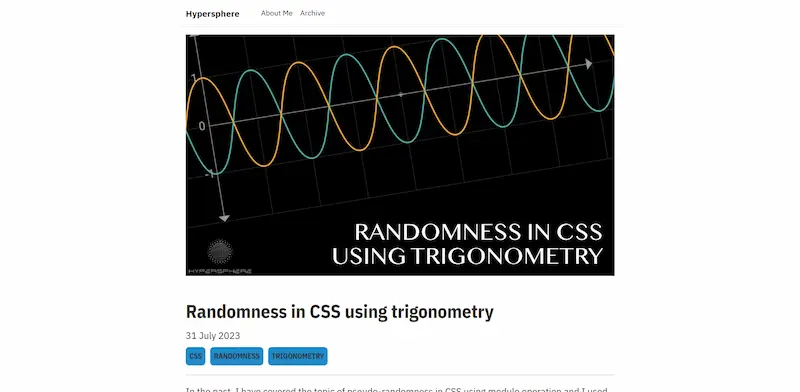 Hypersphere About Me Archive
1
0
-1
RANDOMNESS IN CSS
USING TRIGONOMETRY
HYPERSPHERE
Randomness in CSS using trigonometry
31 July 2023
CSS RANDOMNESS TRIGONOMETRY
In the past, I have covered the topic of pseudo-randomness in CSS using modulo operation and I used